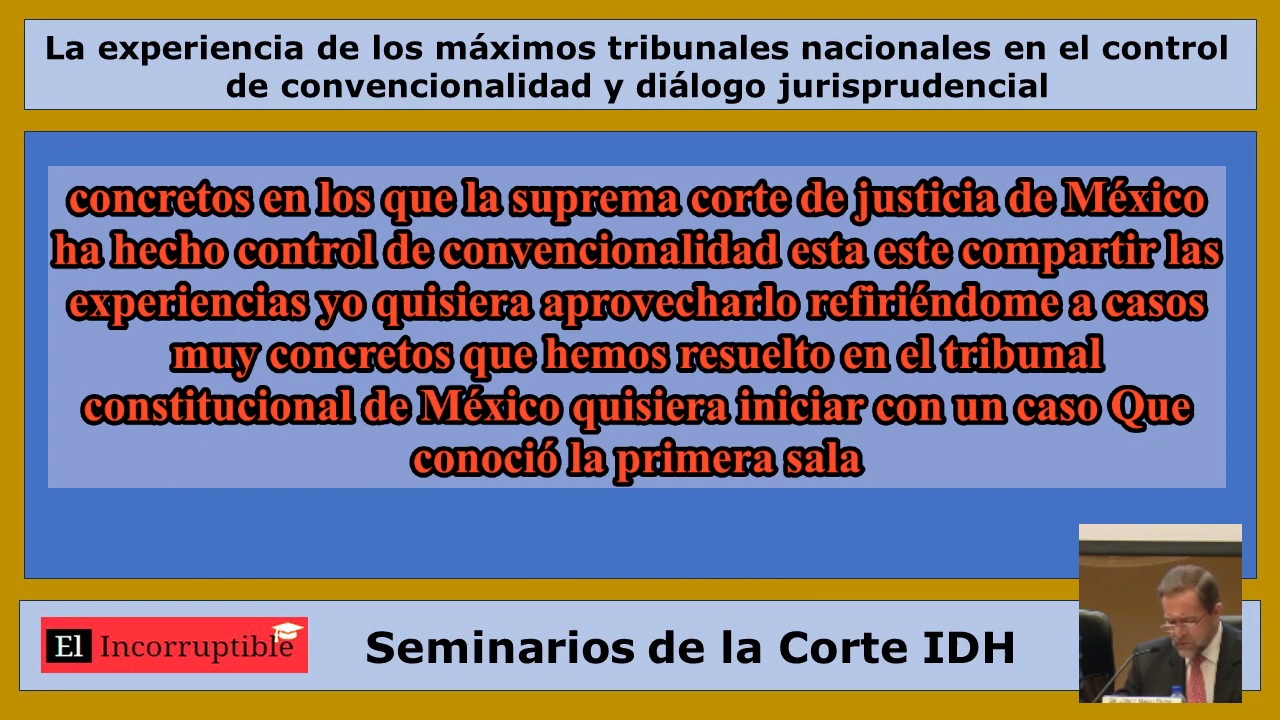 La experiencia de los máximos tribunales nacionales en el control
de convencionalidad y diálogo jurisprudencial
concretos en los que la suprema corte de justicia de México
ha hecho control de convencionalidad esta este compartir las
experiencias yo quisiera aprovecharlo refiriéndome a casos
muy concretos que hemos resuelto en el tribunal
constitucional de México quisiera iniciar con un caso Que
conoció la primera sala
El Incorruptible
Seminarios de la Corte IDH